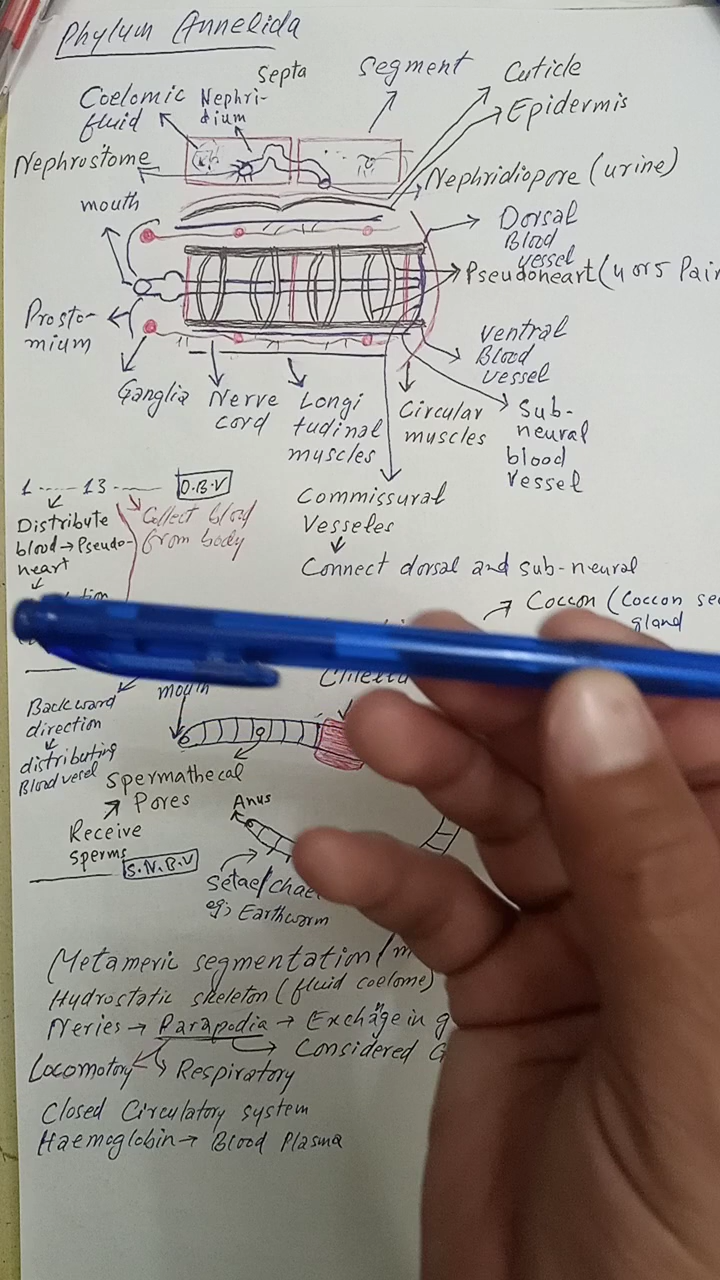 Phylum Annelida
Septa
Segment
Cuticle
Epidermis
Coelomic
fluid
Nephri-
dium
Nephrostome
Nephridiopore (urine)
mouth
Dorsal
Blood
vessel
Pseudoheart (4 or 5 Pair
Prosto-
mium
Ventral
Blood
vessel
Ganglia
Nerve
cord
Longi
tudinal
muscles
Circular
muscles
Sub-
neural
blood
vessel
Commissural
Vesseles
Connect dorsal and sub-neural
1 ---- 13 ----
D.B.V
Distribute
blood → Pseudo-
heart
Collect blood
from body
Coccon (Coccon se
gland
Backward
direction
distributing
Blood vesel
mouth
Spermathecal
Pores
Receive
sperms
S.N.B.V
Anus
Setae/chae
eg; Earthworm
Metameric segmentation/m
Hydrostatic skeleton (fluid coelome)
Neries → Parapodia → Exchange in g
Considered G
Locomotory
Respiratory
Closed Circulatory system
Haemoglobin → Blood Plasma